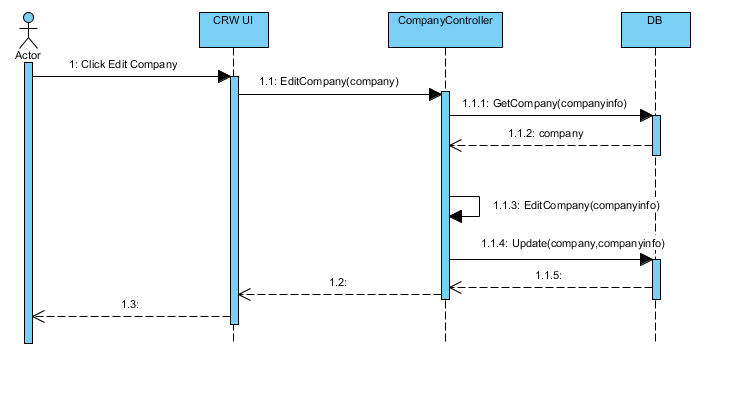 CRW UI
CompanyController
DB
Actor
1: Click Edit Company
1.1: EditCompany(company)
1.1.1: GetCompany(companyinfo)
1.1.2: company
1.1.3: EditCompany(companyinfo)
1.1.4: Update(company,companyinfo)
1.1.5:
1.2:
1.3: